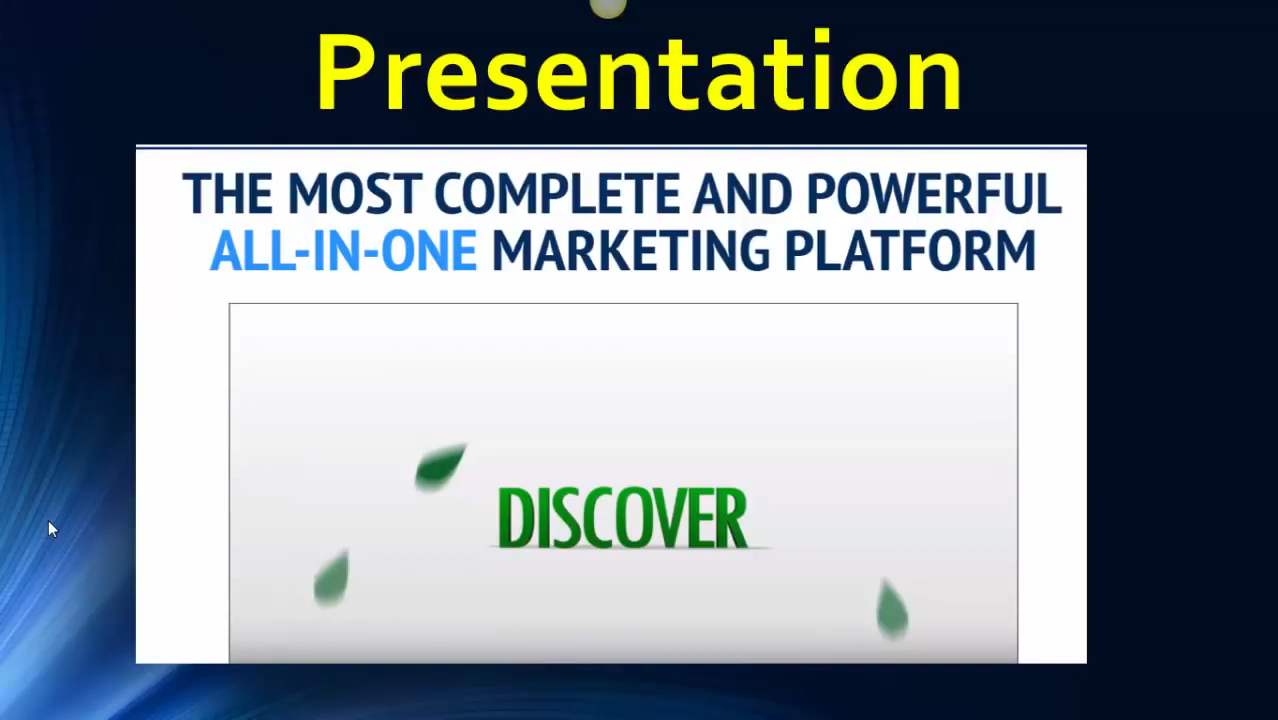 Presentation
THE MOST COMPLETE AND POWERFUL
ALL-IN-ONE MARKETING PLATFORM
DISCOVER